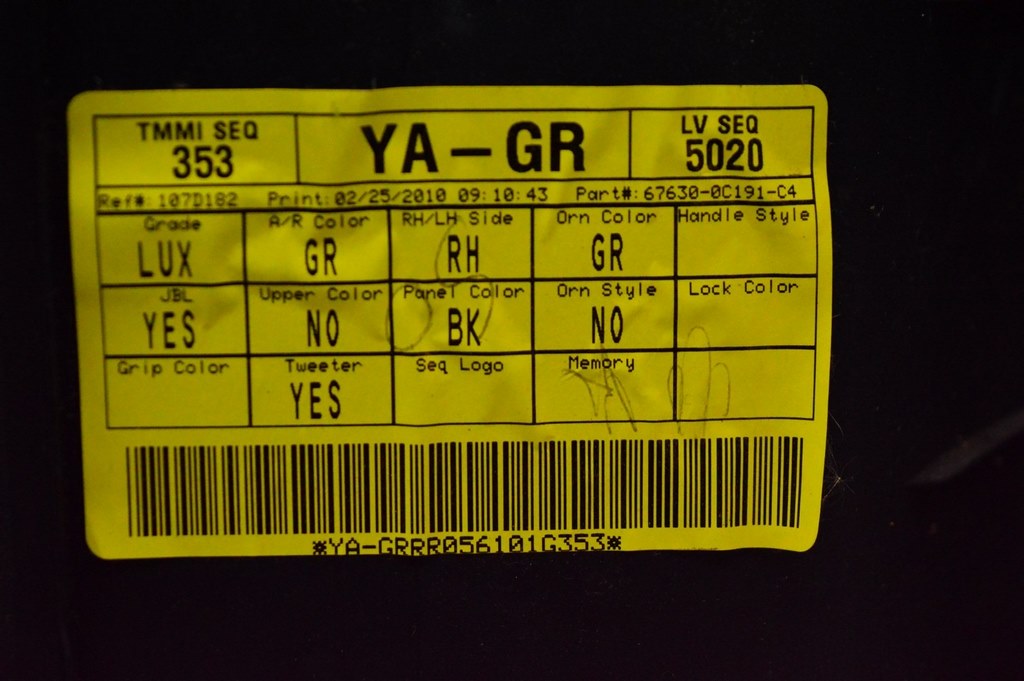 TMMI SEQ YA-GR LV SEQ
353 5020
Ref#: 107D182 Print: 02/25/2010 09:10:43 Part#: 67630-0C191-C4
Grade A/R Color RH/LH Side Orn Color Handle Style
LUX GR RH GR
JBL Upper Color Panel Color Orn Style Lock Color
YES NO BK NO
Grip Color Tweeter Seq Logo Memory
YES
*YA-GRRR056101G353*